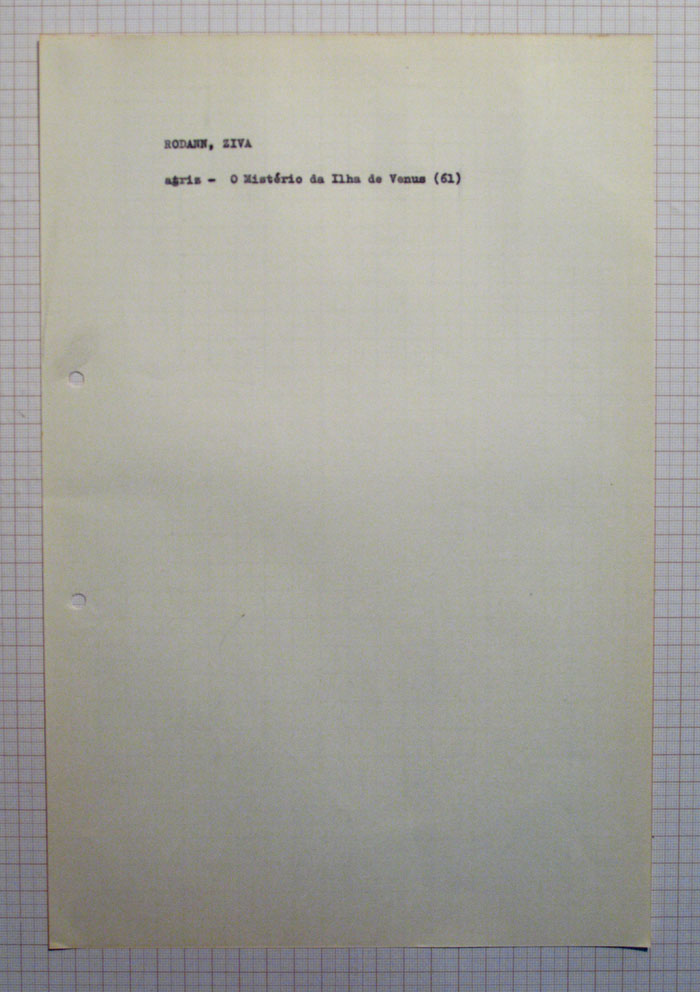 RODANN, ZIVA
atriz - O Mistério da Ilha de Venus (61)